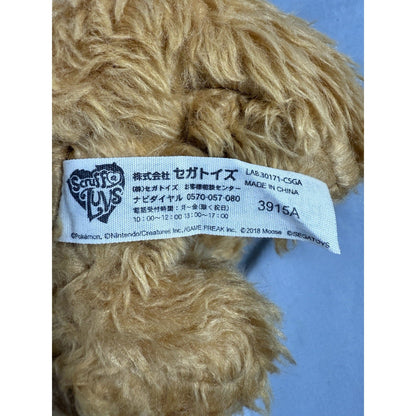 Scruff a Luvs
株式会社 セガトイズ
(株)セガトイズ お客様相談センター
ナビダイヤル 0570-057-080
電話受付時間：月～金(除く祝日)
10：00～12：00 13：00～17：00
LAB.30171-CSGA
MADE IN CHINA
3915A
©Pokémon. ©Nintendo/Creatures Inc./GAME FREAK Inc. ©2018 Moose ©SEGATOYS